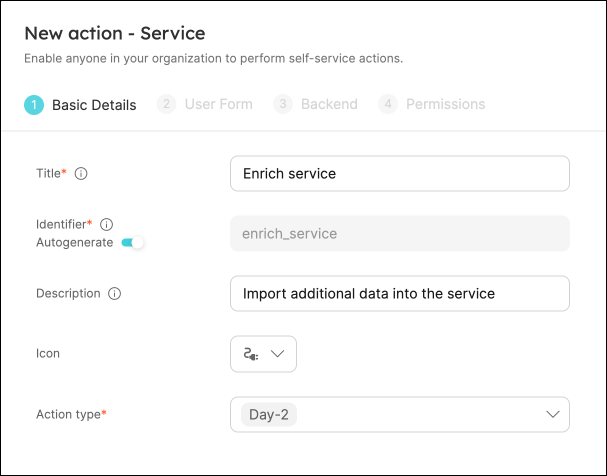 New action - Service
Enable anyone in your organization to perform self-service actions.
1 Basic Details 2 User Form 3 Backend 4 Permissions
Title* Enrich service
Identifier*
Autogenerate enrich_service
Description Import additional data into the service
Icon
Action type* Day-2